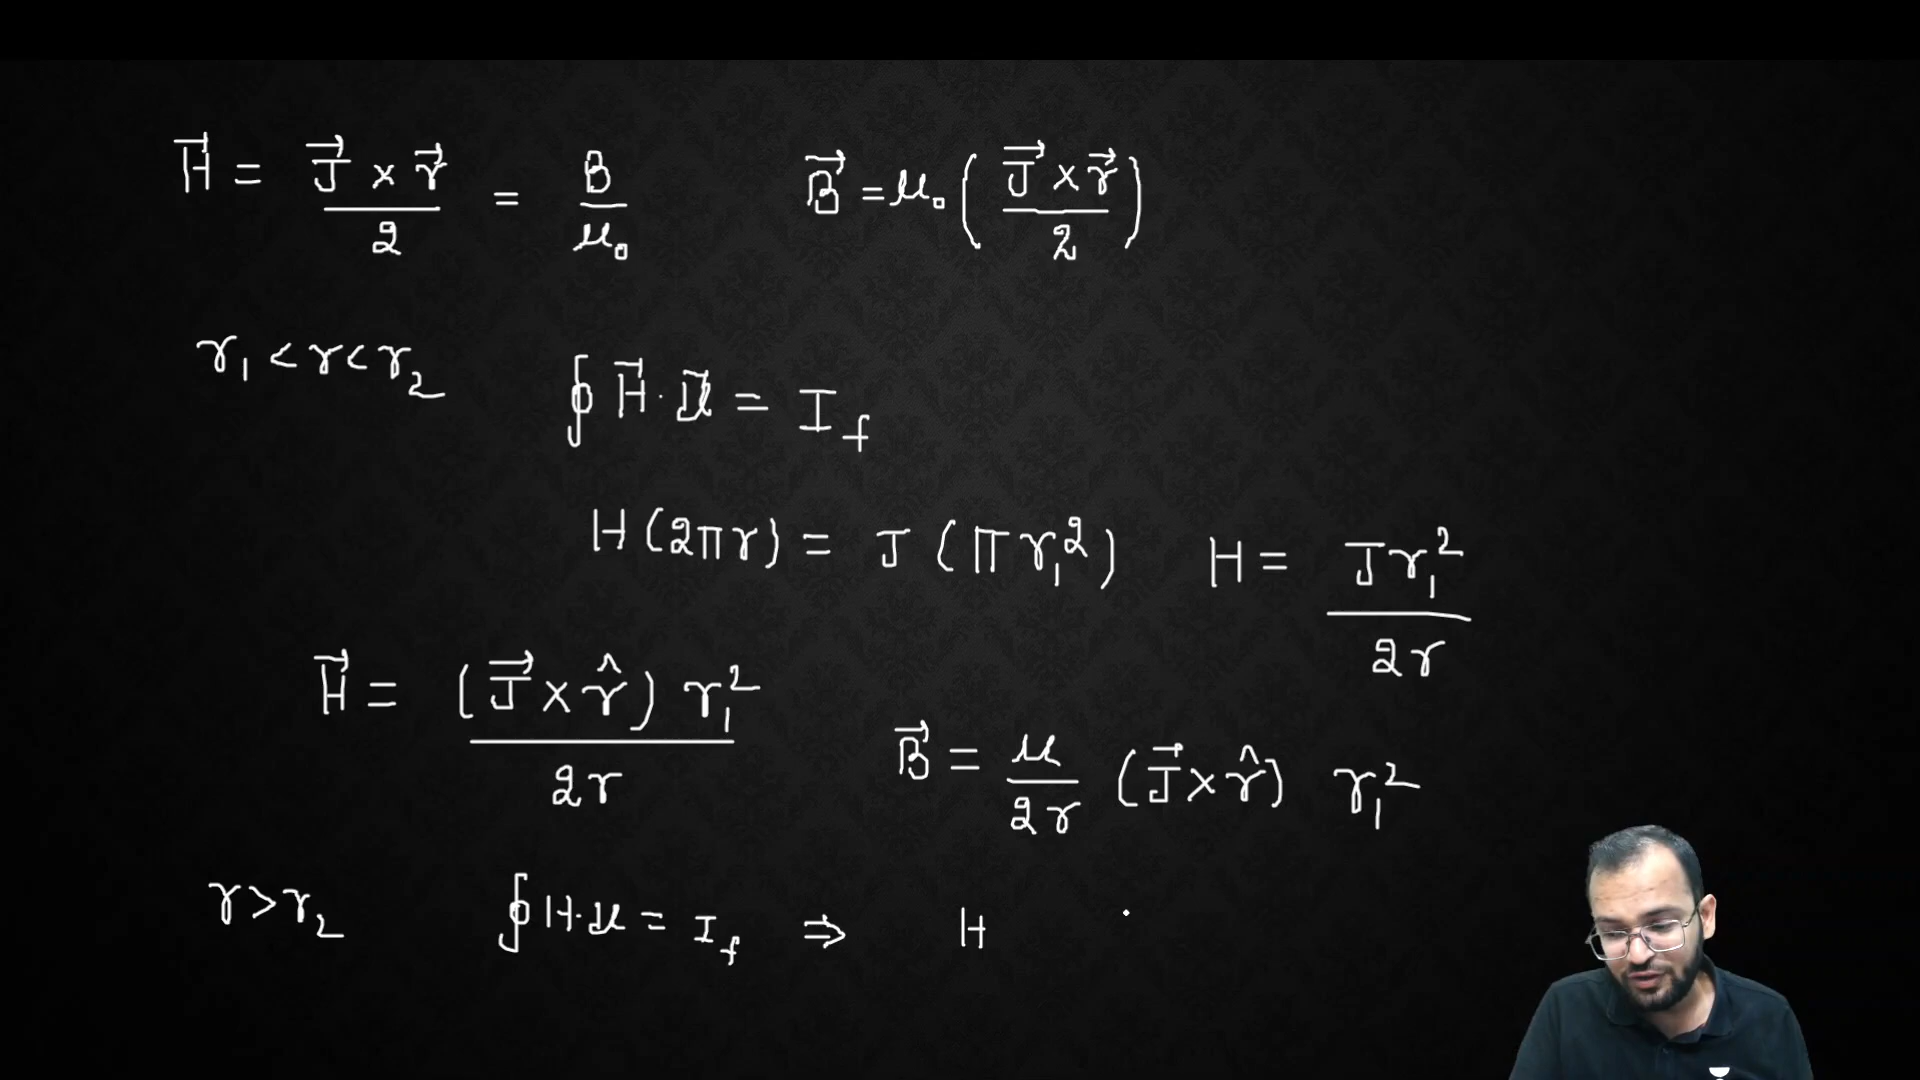 H⃗ = (J⃗ × r⃗)/2 = B/μ₀    B⃗ = μ₀ ( (J⃗ × r⃗)/2 )
r₁ < r < r₂    ∮ H⃗ · dl⃗ = I_f
H (2πr) = J (π r₁²)    H = J r₁² / 2r
H⃗ = (J⃗ × r̂) r₁² / 2r    B⃗ = μ/2r (J⃗ × r̂) r₁²
r > r₂    ∮ H · dl = I_f ⇒ H